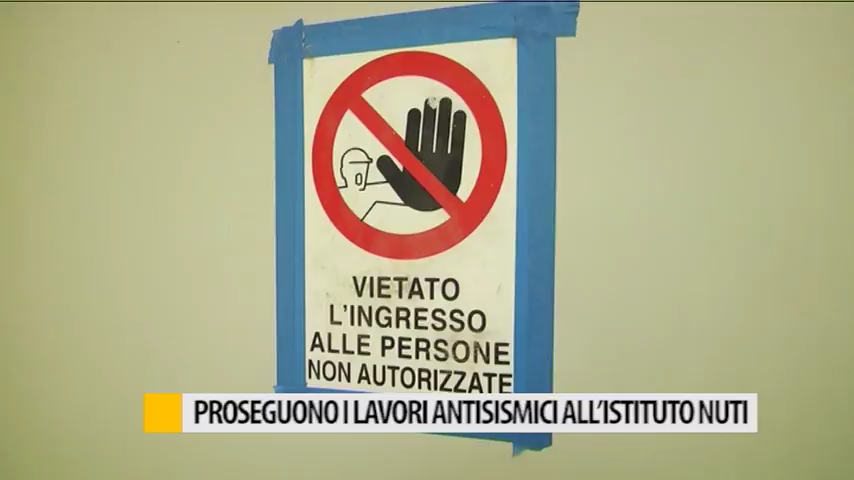 VIETATO
L'INGRESSO
ALLE PERSONE
NON AUTORIZZATE
PROSEGUONO I LAVORI ANTISISMICI ALL'ISTITUTO NUTI